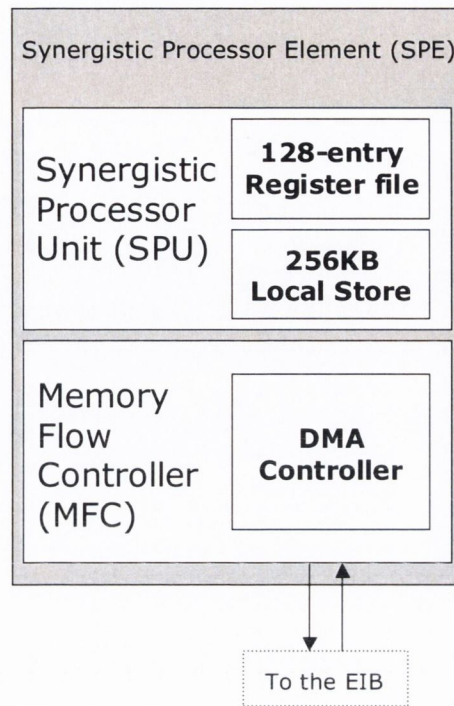 Synergistic Processor Element (SPE)
Synergistic
Processor
Unit (SPU)
128-entry
Register file
256KB
Local Store
Memory
Flow
Controller
(MFC)
DMA
Controller
To the EIB